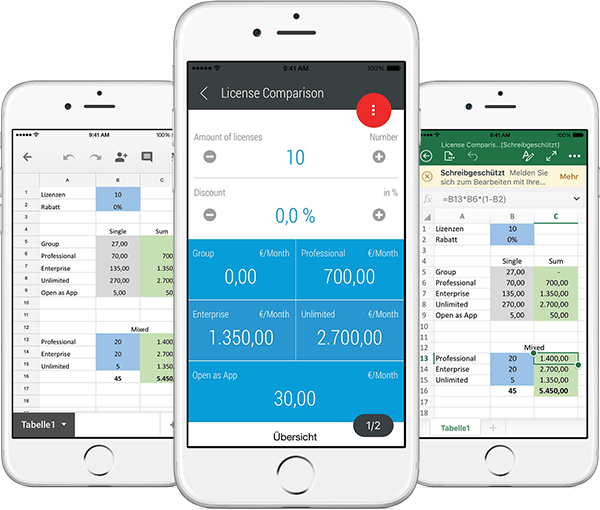 9:41 AM
A B C
1 Lizenzen 10
2 Rabatt 0%
3
4 Single Sum
5 Group 27,00
6 Professional 70,00 700,
7 Enterprise 135,00 1.350,
8 Unlimited 270,00 2.700,
9 Open as App 5,00 50,
10
11
12 Mixed
13 Professional 20 1.400,
14 Enterprise 20 2.700,
15 Unlimited 5 1.350,
16 45 5.450,
17
18
19
Tabelle1
9:41 AM 100%
License Comparison
Amount of licenses Number
10
Discount in %
0,0 %
Group €/Month Professional €/Month
0,00 700,00
Enterprise €/Month Unlimited €/Month
1.350,00 2.700,00
Open as App €/Month
30,00
1/2
Übersicht
9:41 AM 100%
License Comparis...[Schreibgeschützt]
Schreibgeschützt Melden Sie
sich zum Bearbeiten mit Ihre... Mehr
fx =B13*B6*(1-B2)
A B C
1 Lizenzen 10
2 Rabatt 0%
3
4 Single Sum
5 Group 27,00 -
6 Professional 70,00 700,00
7 Enterprise 135,00 1.350,00
8 Unlimited 270,00 2.700,00
9 Open as App 5,00 50,00
10
11
12 Mixed
13 Professional 20 1.400,00
14 Enterprise 20 2.700,00
15 Unlimited 5 1.350,00
16 45 5.450,00
17
18
Tabelle1